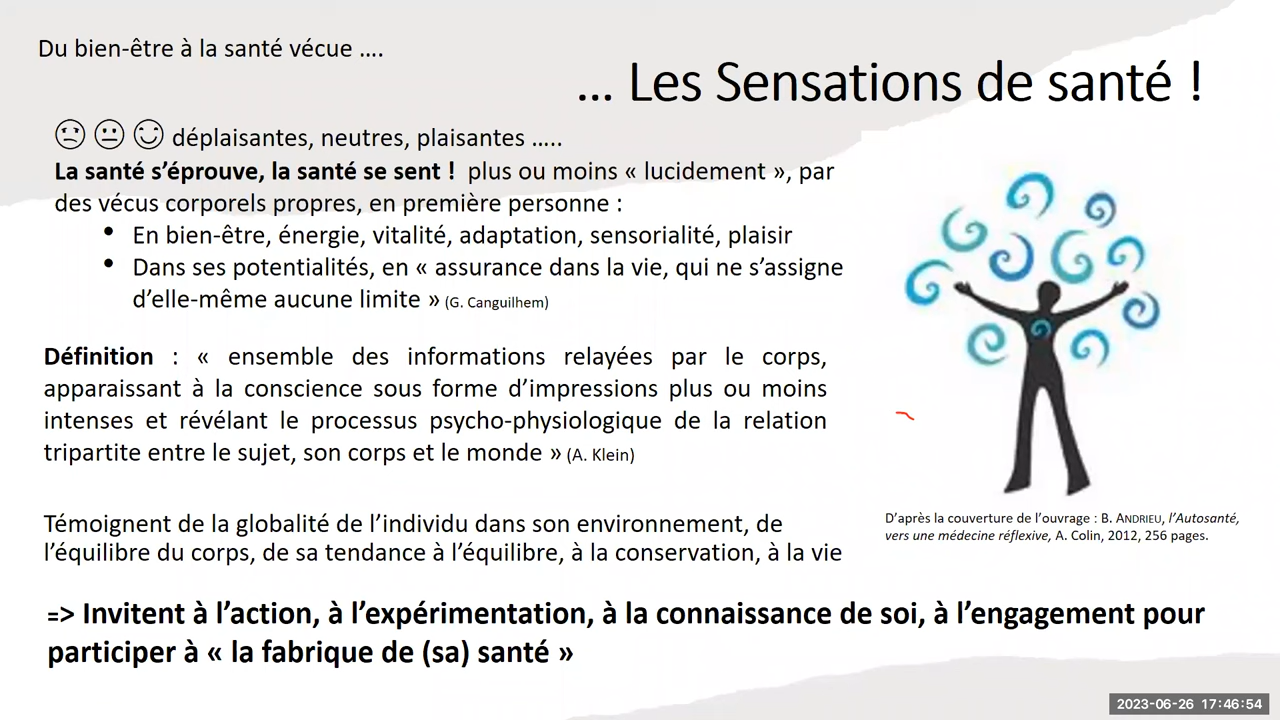 Du bien-être à la santé vécue ....
... Les Sensations de santé !
déplaisantes, neutres, plaisantes .....
La santé s’éprouve, la santé se sent ! plus ou moins « lucidement », par
des vécus corporels propres, en première personne :
• En bien-être, énergie, vitalité, adaptation, sensorialité, plaisir
• Dans ses potentialités, en « assurance dans la vie, qui ne s’assigne
d’elle-même aucune limite » (G. Canguilhem)
Définition : « ensemble des informations relayées par le corps,
apparaissant à la conscience sous forme d’impressions plus ou moins
intenses et révélant le processus psycho-physiologique de la relation
tripartite entre le sujet, son corps et le monde » (A. Klein)
D’après la couverture de l’ouvrage : B. ANDRIEU, l’Autosanté,
vers une médecine réflexive, A. Colin, 2012, 256 pages.
Témoignent de la globalité de l’individu dans son environnement, de
l’équilibre du corps, de sa tendance à l’équilibre, à la conservation, à la vie
=> Invitent à l’action, à l’expérimentation, à la connaissance de soi, à l’engagement pour
participer à « la fabrique de (sa) santé »
2023-06-26 17:46:54